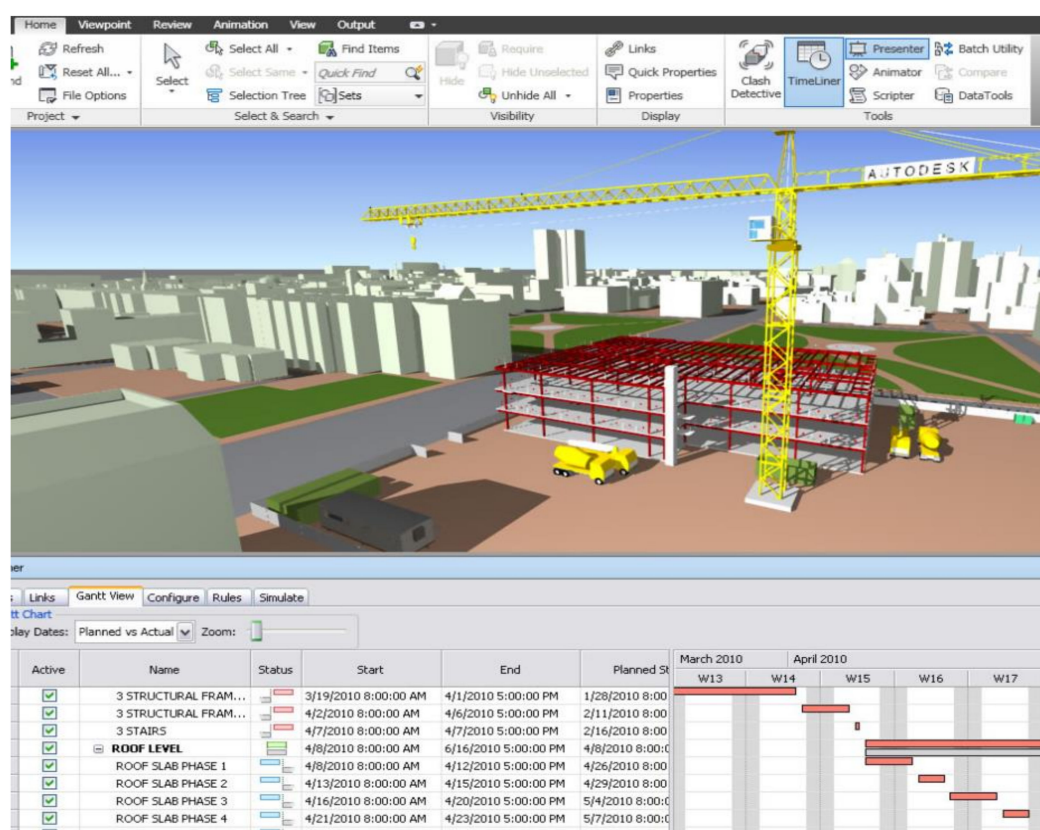 Home Viewpoint Review Animation View Output
Refresh
Reset All...
File Options
Project
Select
Select All
Select Same
Selection Tree
Find Items
Quick Find
Sets
Select & Search
Hide
Require
Hide Unselected
Unhide All
Visibility
Links
Quick Properties
Properties
Display
Clash
Detective
TimeLiner
Presenter
Animator
Scripter
Batch Utility
Compare
DataTools
Tools
AUTODESK
Links Gantt View Configure Rules Simulate
Chart
Dates: Planned vs Actual Zoom:
Active Name Status Start End Planned St
March 2010 April 2010
W13 W14 W15 W16 W17
3 STRUCTURAL FRAM... 3/19/2010 8:00:00 AM 4/1/2010 5:00:00 PM 1/28/2010 8:00
3 STRUCTURAL FRAM... 4/2/2010 8:00:00 AM 4/6/2010 5:00:00 PM 2/11/2010 8:00
3 STAIRS 4/7/2010 8:00:00 AM 4/7/2010 5:00:00 PM 2/16/2010 8:00
ROOF LEVEL 4/8/2010 8:00:00 AM 6/16/2010 5:00:00 PM 4/8/2010 8:00:0
ROOF SLAB PHASE 1 4/8/2010 8:00:00 AM 4/12/2010 5:00:00 PM 4/26/2010 8:00
ROOF SLAB PHASE 2 4/13/2010 8:00:00 AM 4/15/2010 5:00:00 PM 4/29/2010 8:00
ROOF SLAB PHASE 3 4/16/2010 8:00:00 AM 4/20/2010 5:00:00 PM 5/4/2010 8:00:0
ROOF SLAB PHASE 4 4/21/2010 8:00:00 AM 4/23/2010 5:00:00 PM 5/7/2010 8:00:0